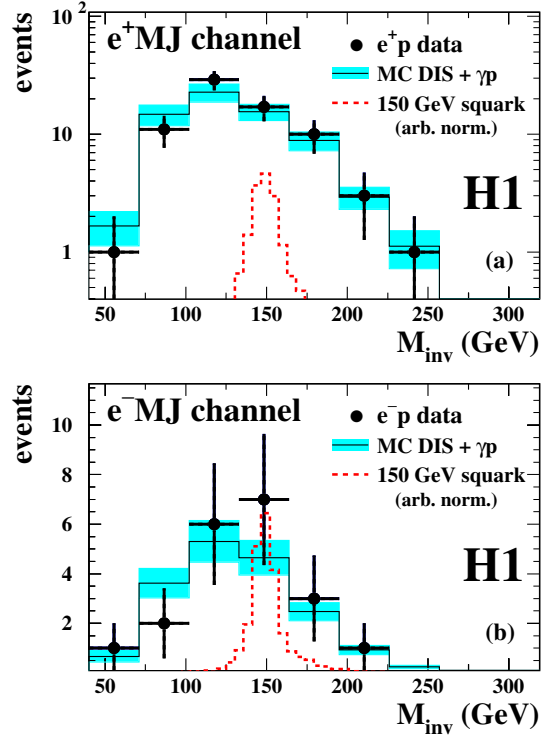 e⁺MJ channel
events
e⁺p data
MC DIS + γp
150 GeV squark
(arb. norm.)
10²
10
1
H1
(a)
50 100 150 200 250 300
M_inv (GeV)
e⁻MJ channel
events
e⁻p data
MC DIS + γp
150 GeV squark
(arb. norm.)
10
8
6
4
2
H1
(b)
50 100 150 200 250 300
M_inv (GeV)